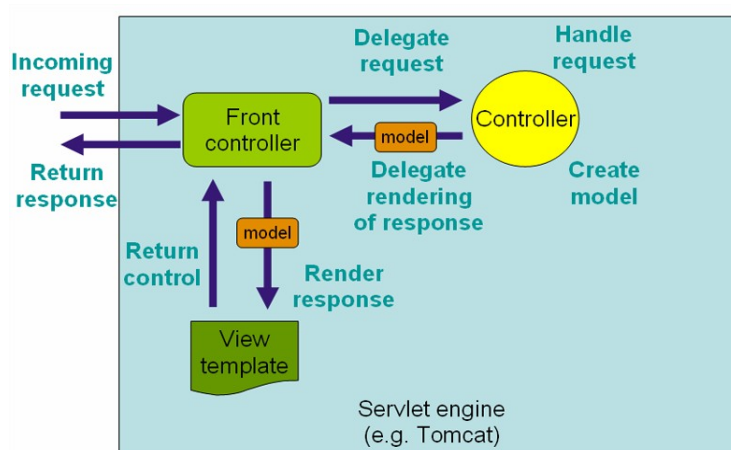 Incoming
request
Return
response
Front
controller
Delegate
request
model
Delegate
rendering
of response
Handle
request
Controller
Create
model
Return
control
model
Render
response
View
template
Servlet engine
(e.g. Tomcat)